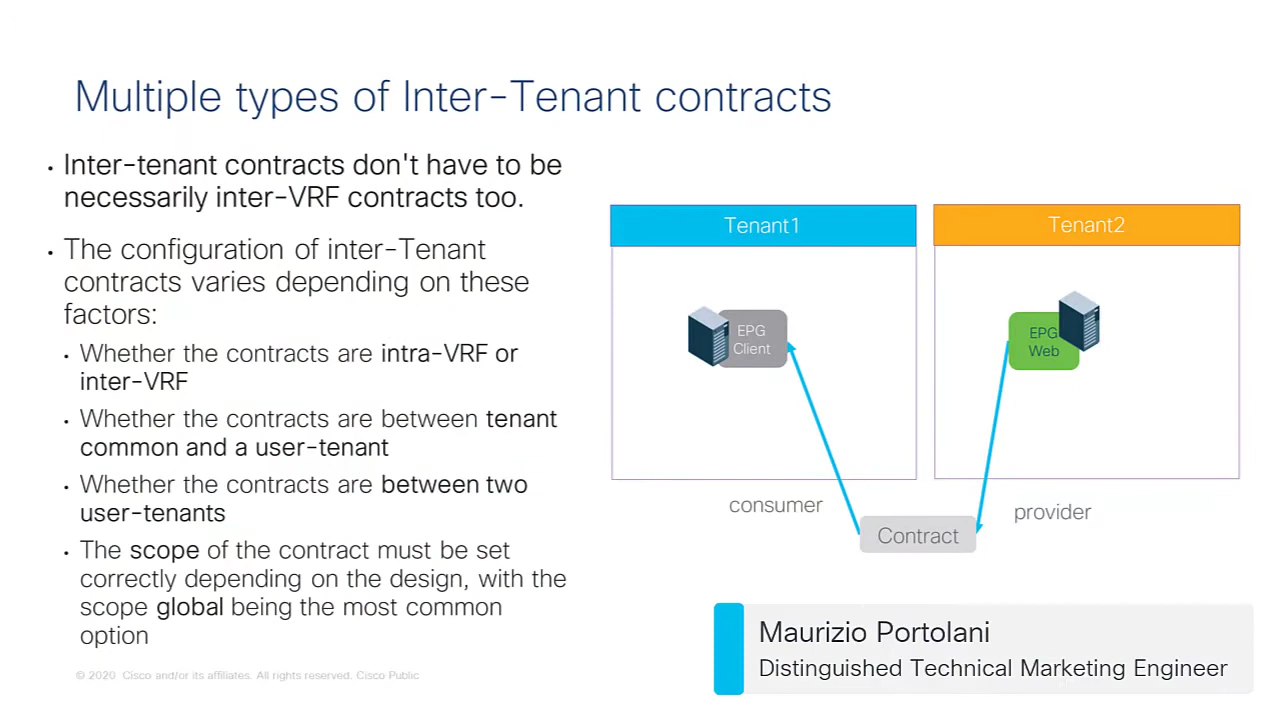 Multiple types of Inter-Tenant contracts
• Inter-tenant contracts don't have to be
necessarily inter-VRF contracts too.
• The configuration of inter-Tenant
contracts varies depending on these
factors:
• Whether the contracts are intra-VRF or
inter-VRF
• Whether the contracts are between tenant
common and a user-tenant
• Whether the contracts are between two
user-tenants
• The scope of the contract must be set
correctly depending on the design, with the
scope global being the most common
option
Tenant1
EPG
Client
Tenant2
EPG
Web
consumer
provider
Contract
Maurizio Portolani
Distinguished Technical Marketing Engineer
© 2020 Cisco and/or its affiliates. All rights reserved. Cisco Public